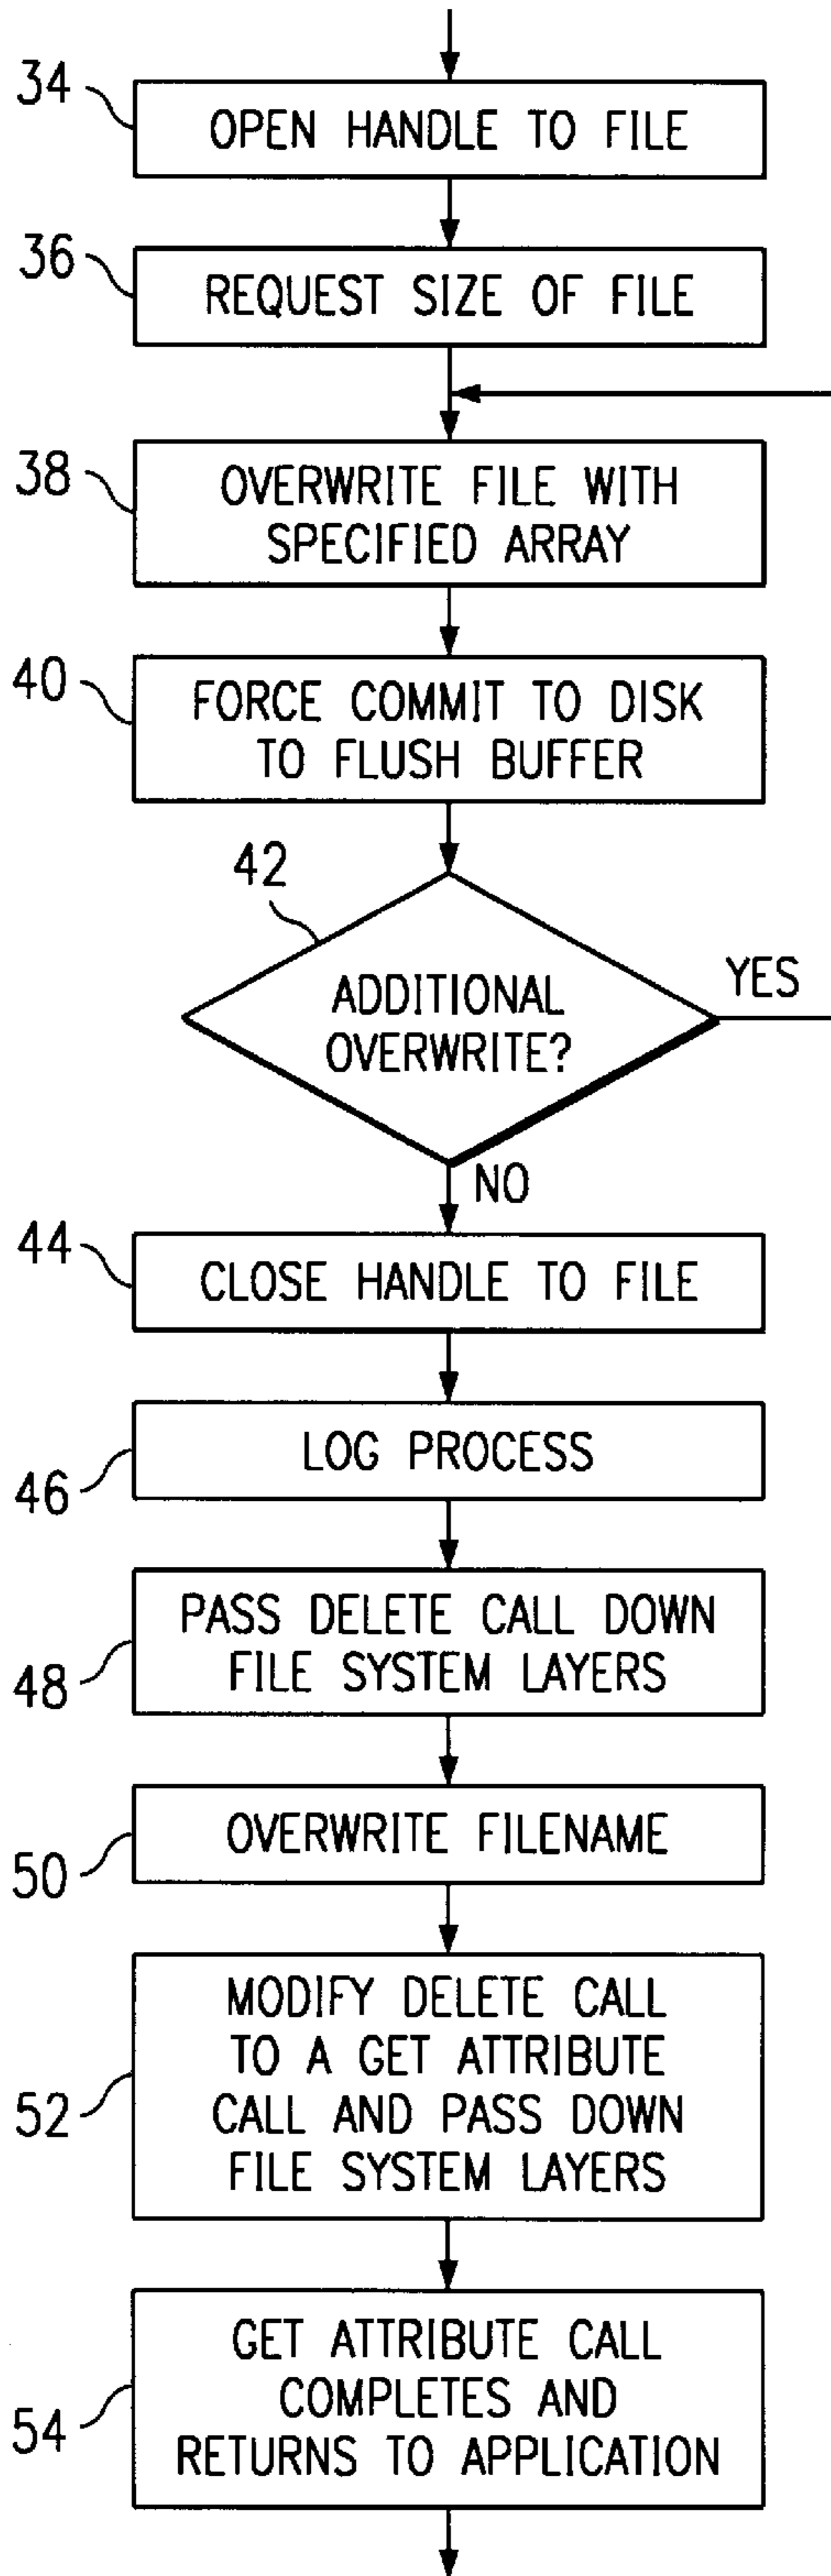 34
OPEN HANDLE TO FILE
36
REQUEST SIZE OF FILE
38
OVERWRITE FILE WITH
SPECIFIED ARRAY
40
FORCE COMMIT TO DISK
TO FLUSH BUFFER
42
ADDITIONAL
OVERWRITE?
YES
NO
44
CLOSE HANDLE TO FILE
46
LOG PROCESS
48
PASS DELETE CALL DOWN
FILE SYSTEM LAYERS
50
OVERWRITE FILENAME
52
MODIFY DELETE CALL
TO A GET ATTRIBUTE
CALL AND PASS DOWN
FILE SYSTEM LAYERS
54
GET ATTRIBUTE CALL
COMPLETES AND
RETURNS TO APPLICATION